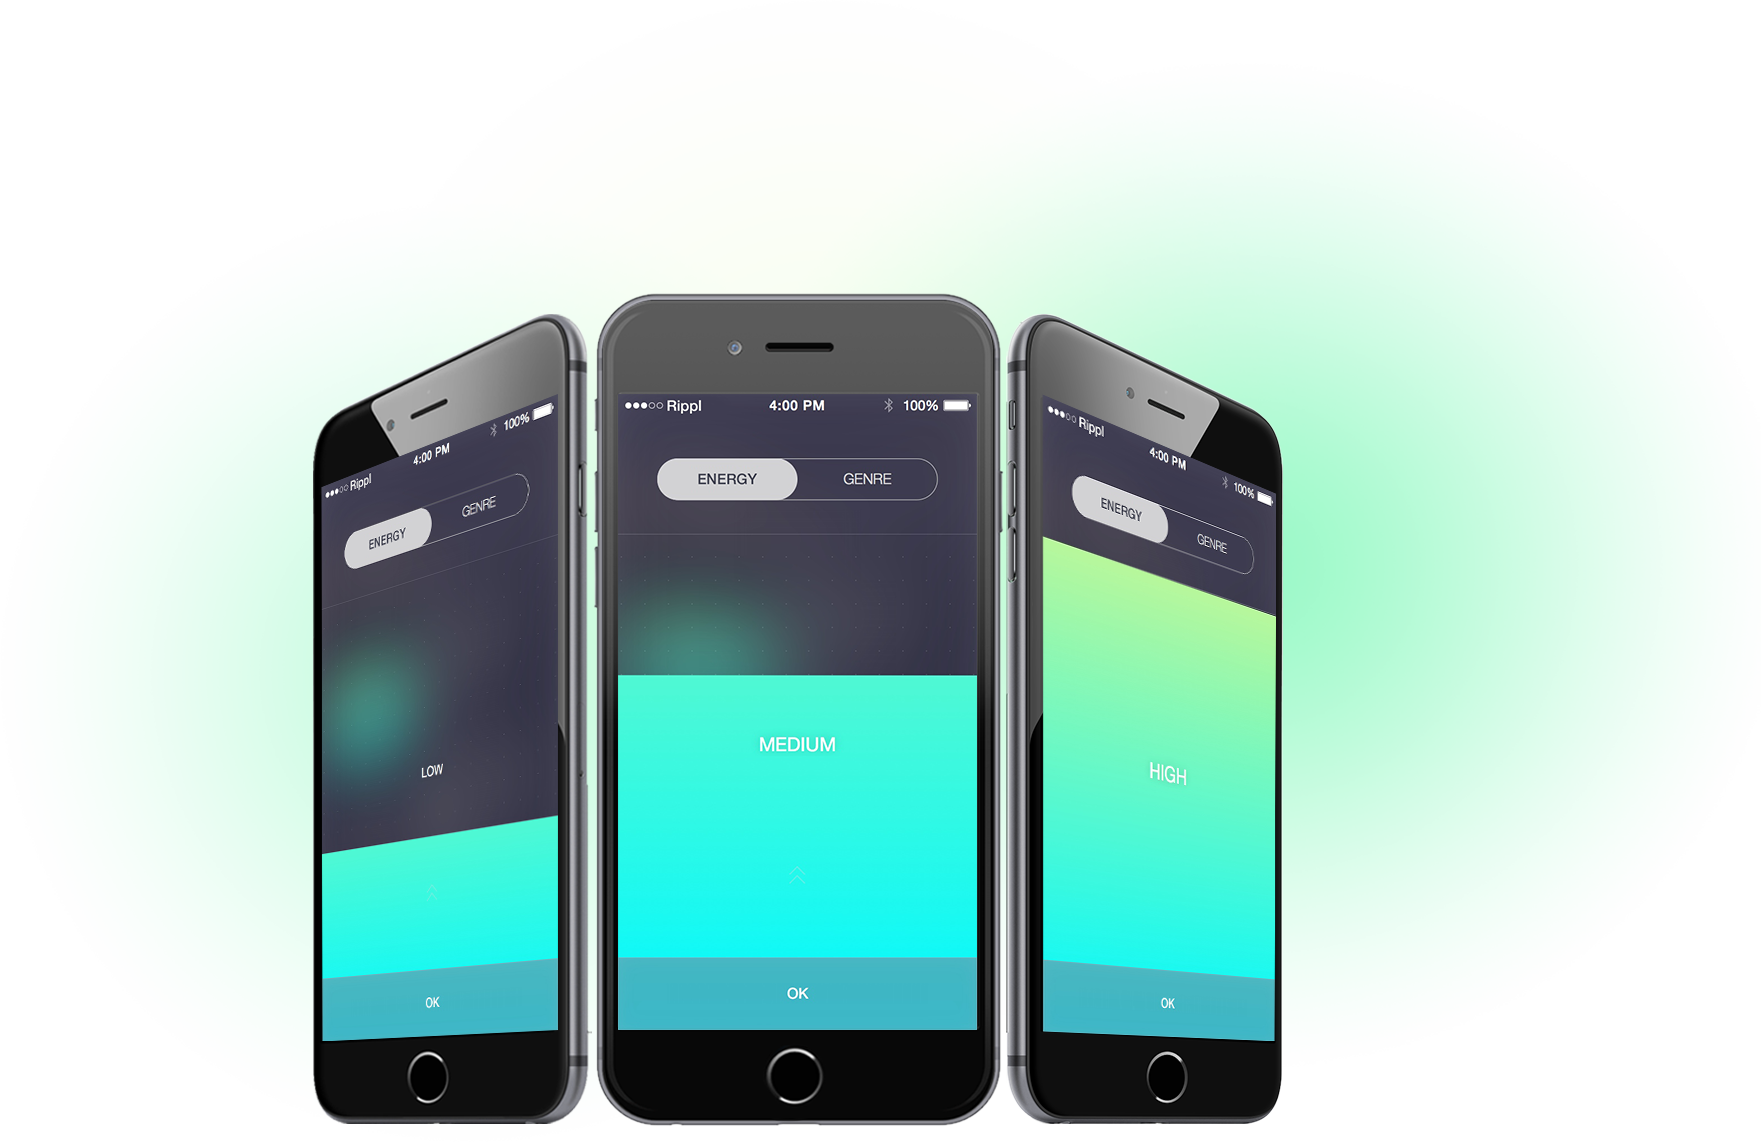 Rippl 4:00 PM 100%
ENERGY GENRE
LOW
OK
Rippl 4:00 PM 100%
ENERGY GENRE
MEDIUM
OK
Rippl 4:00 PM 100%
ENERGY GENRE
HIGH
OK